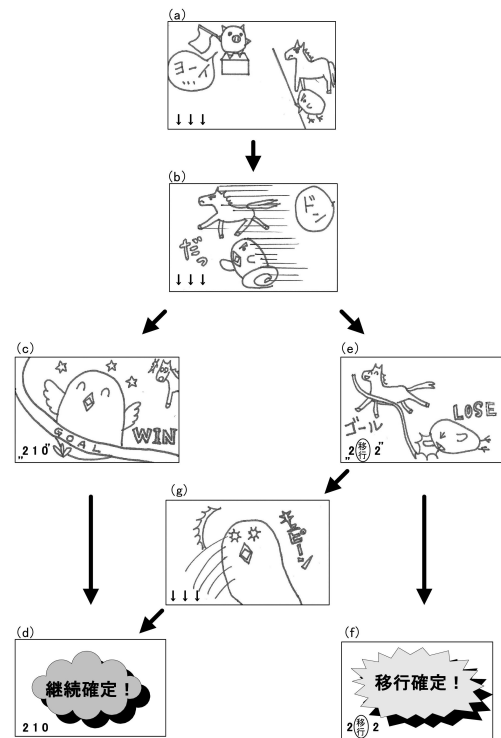 (a)
ヨーイ
...
↓↓↓
(b)
ドン
だっ
↓↓↓
(c)
GOAL
WIN
"210"
(e)
ゴール
LOSE
"2移行2"
(g)
ピーン
↓↓↓
(d)
継続確定！
210
(f)
移行確定！
2移行2